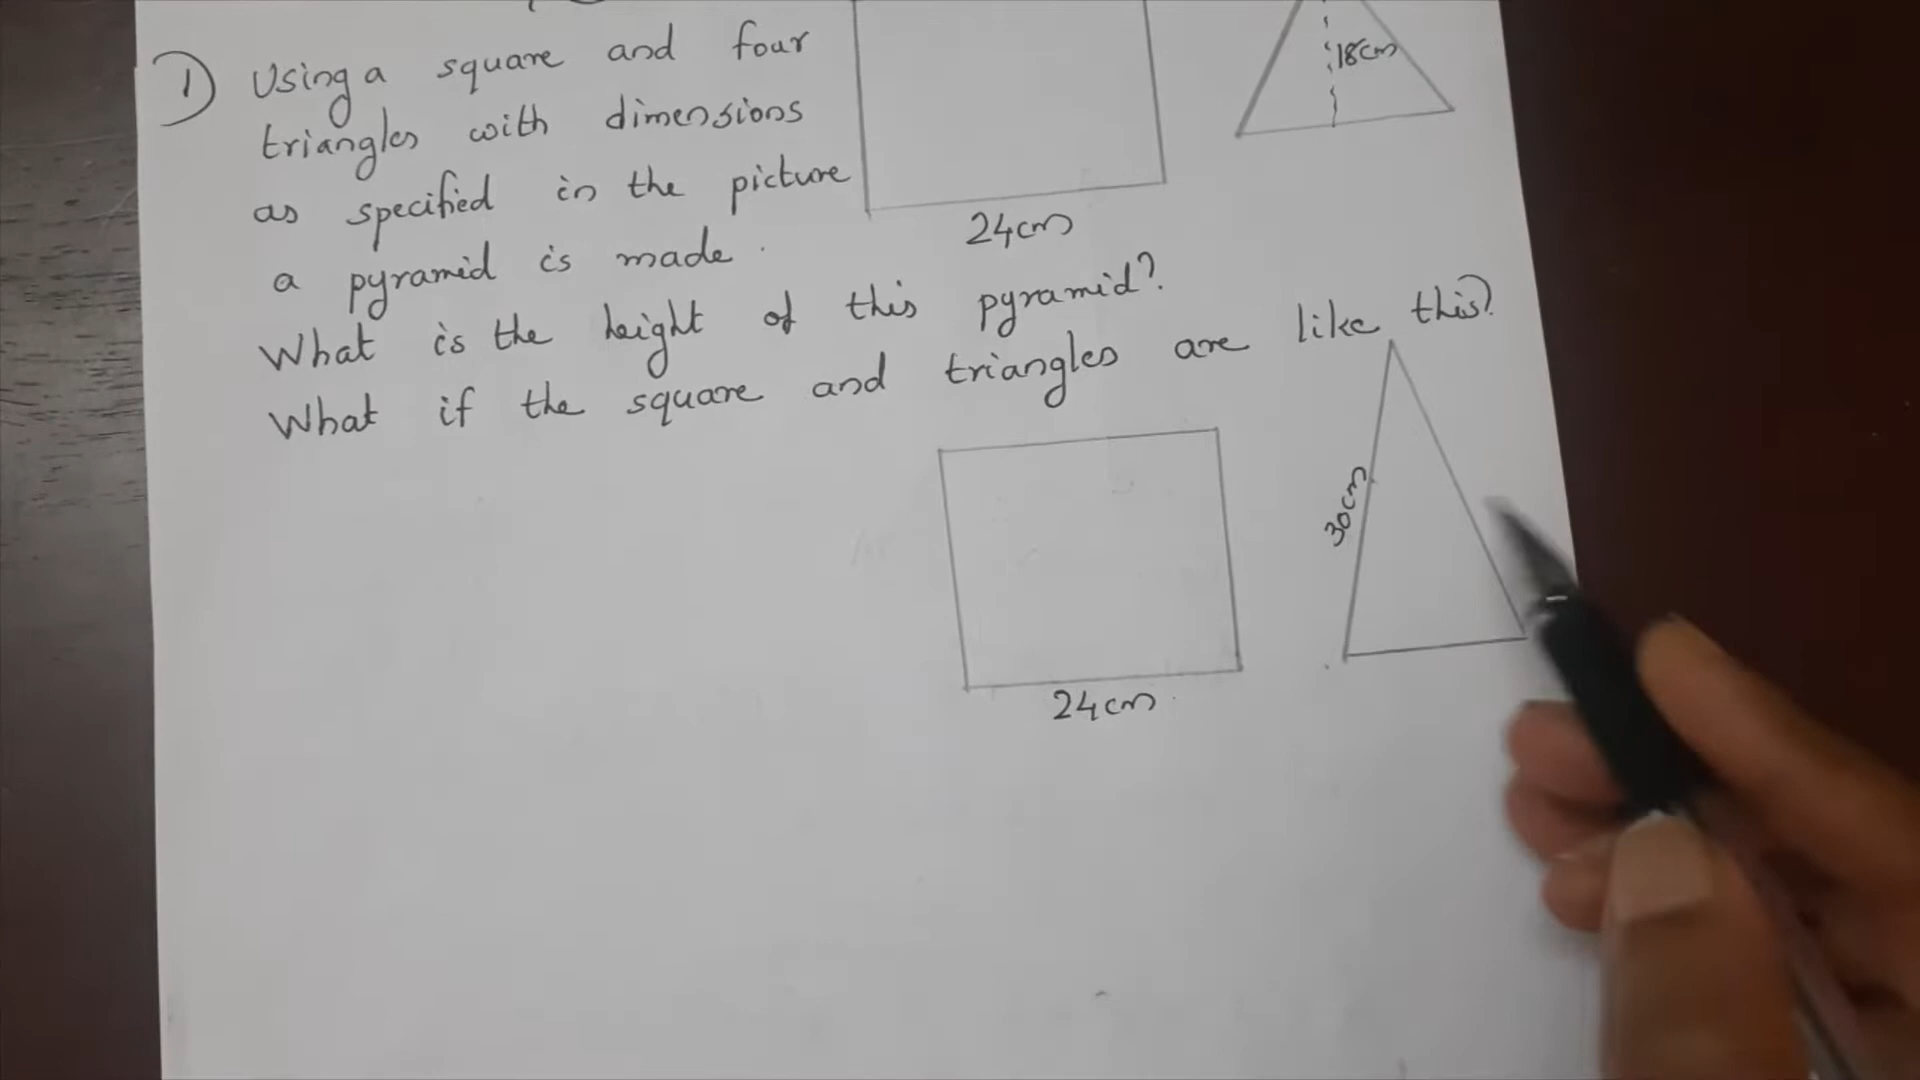 1) Using a square and four
triangles with dimensions
as specified in the picture
a pyramid is made.
What is the height of this pyramid?
What if the square and triangles are like this?
18cm
24cm
30cm
24cm